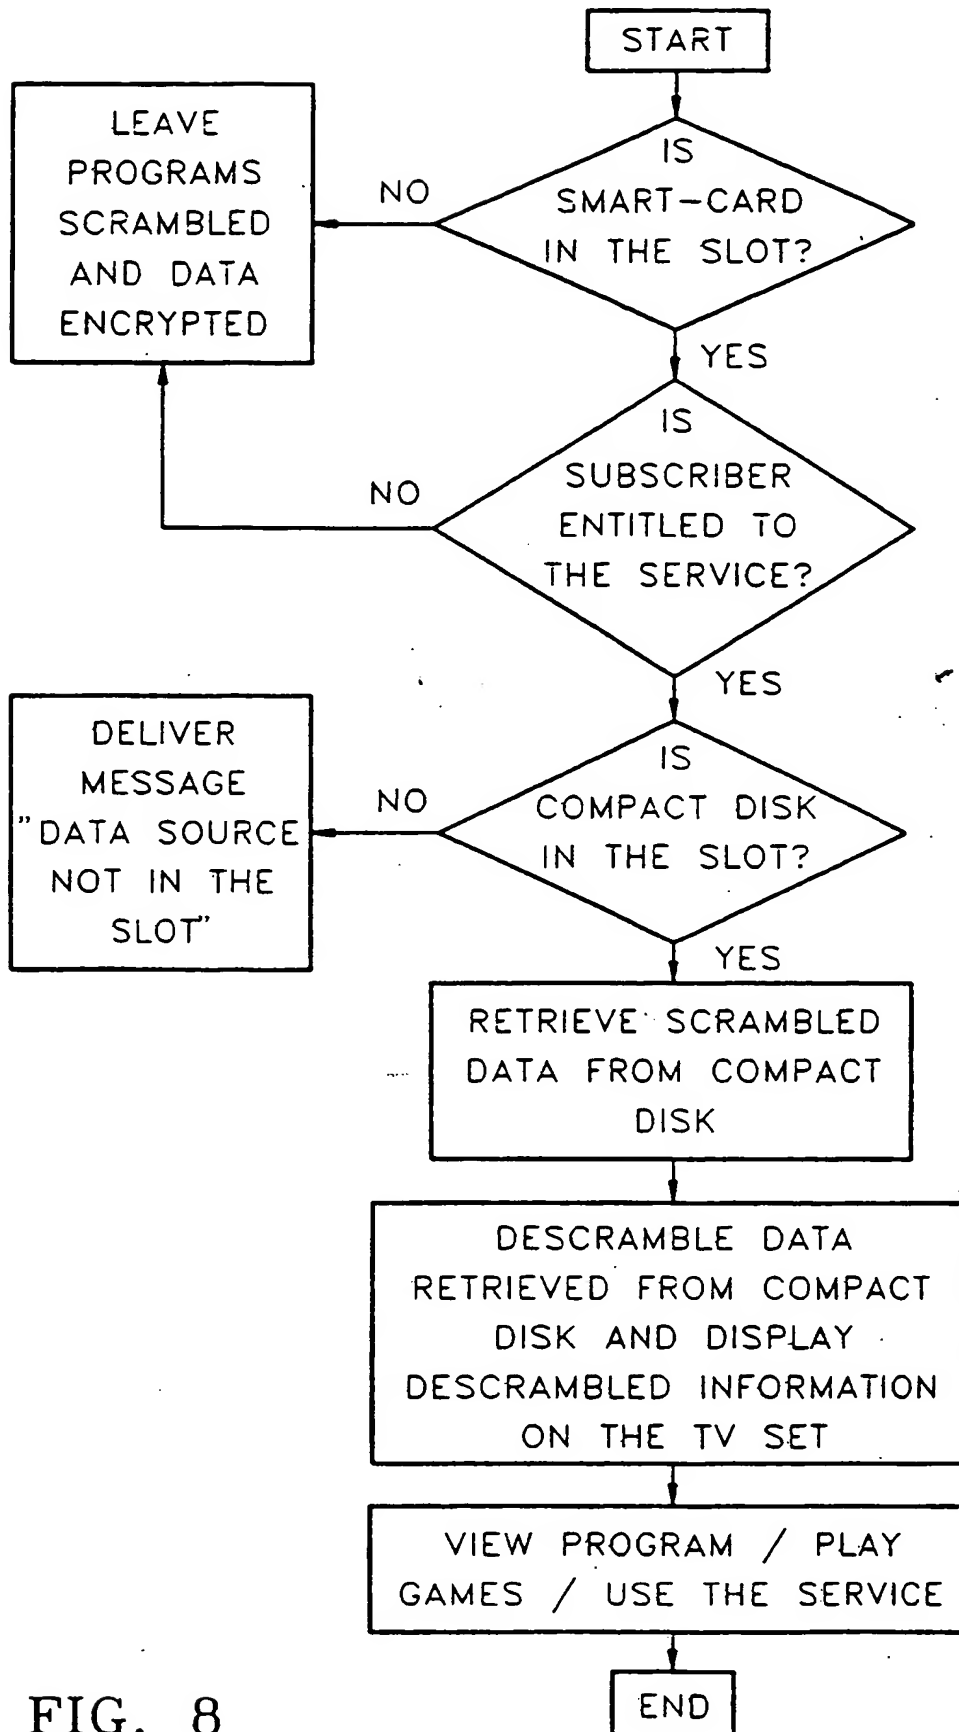 START
LEAVE
PROGRAMS
SCRAMBLED
AND DATA
ENCRYPTED
NO
IS
SMART-CARD
IN THE SLOT?
YES
NO
IS
SUBSCRIBER
ENTITLED TO
THE SERVICE?
YES
DELIVER
MESSAGE
"DATA SOURCE
NOT IN THE
SLOT"
NO
IS
COMPACT DISK
IN THE SLOT?
YES
RETRIEVE SCRAMBLED
DATA FROM COMPACT
DISK
DESCRAMBLE DATA
RETRIEVED FROM COMPACT
DISK AND DISPLAY
DESCRAMBLED INFORMATION
ON THE TV SET
VIEW PROGRAM / PLAY
GAMES / USE THE SERVICE
END
FIG. 8